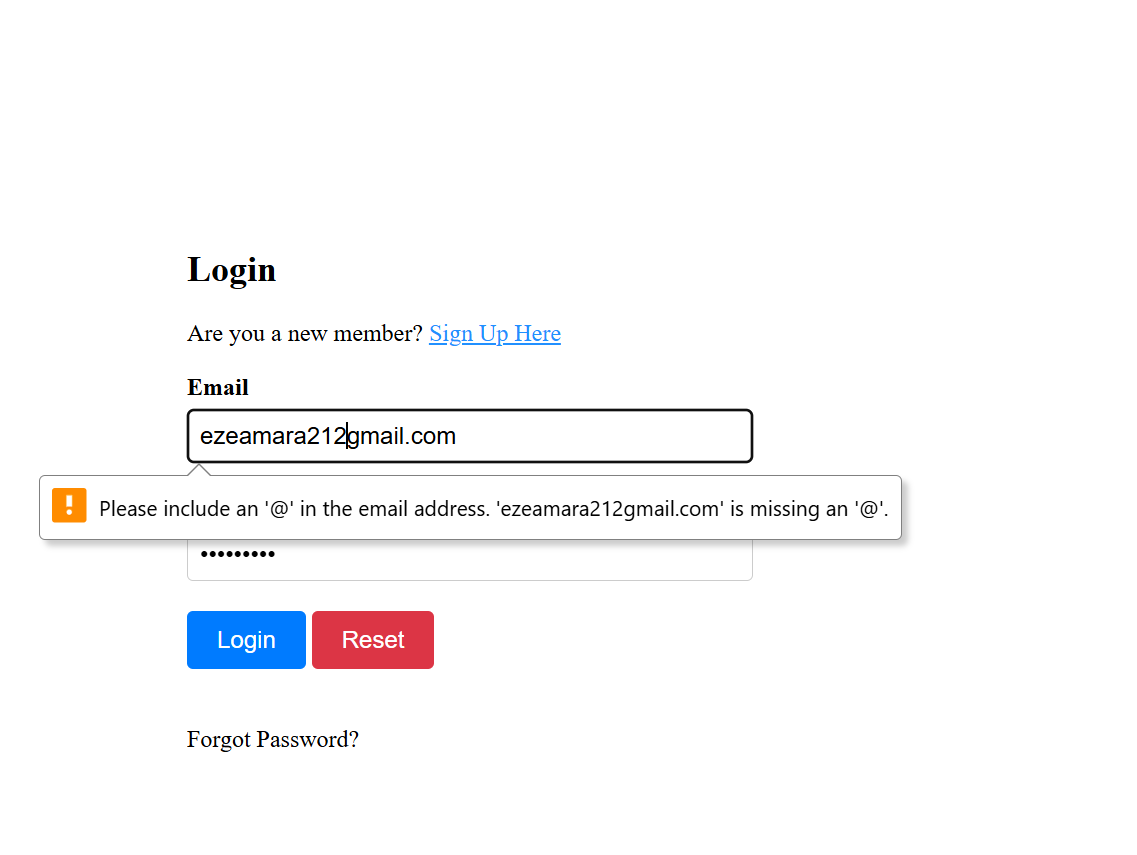 Login
Are you a new member? Sign Up Here
Email
ezeamara212gmail.com
Please include an '@' in the email address. 'ezeamara212gmail.com' is missing an '@'.
•••••••••
Login Reset
Forgot Password?